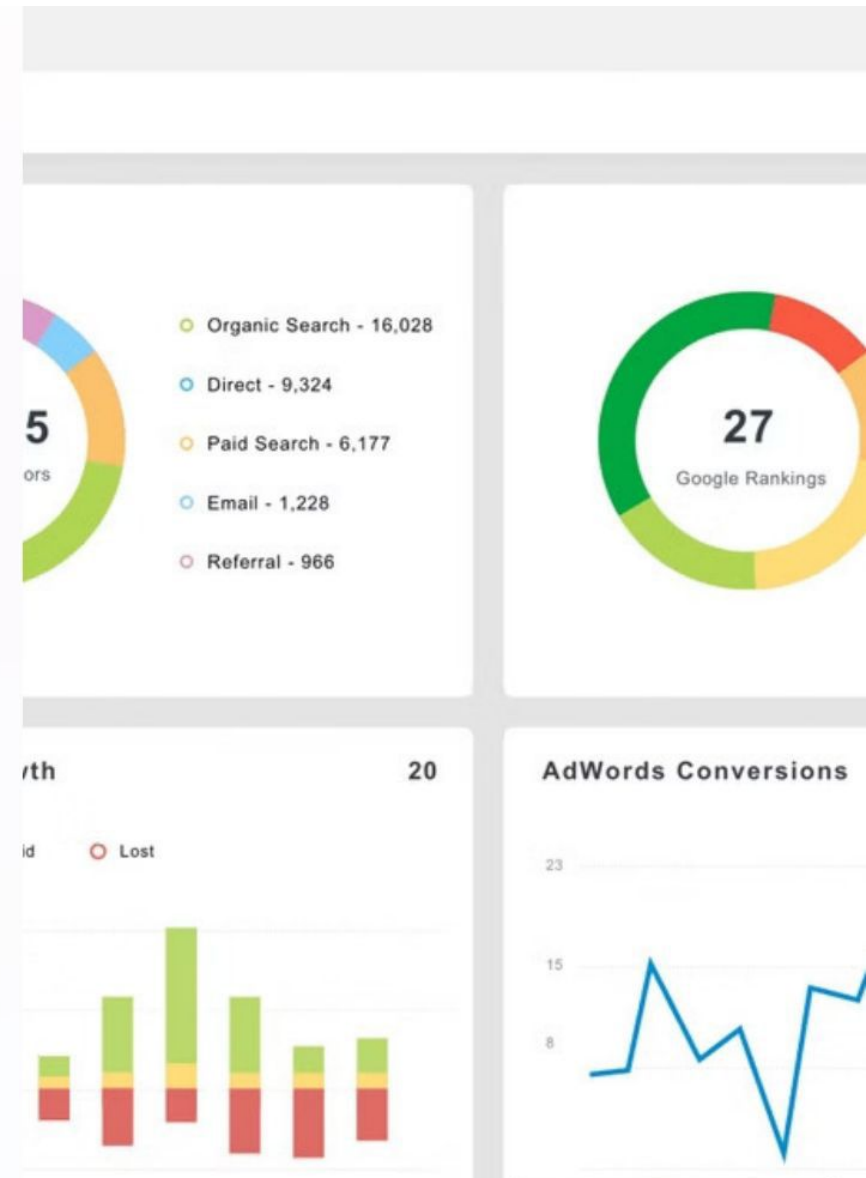 Organic Search - 16,028
Direct - 9,324
5
Paid Search - 6,177
ors
Email - 1,228
Referral - 966
27
Google Rankings
vth 20
id Lost
AdWords Conversions
23
15
8